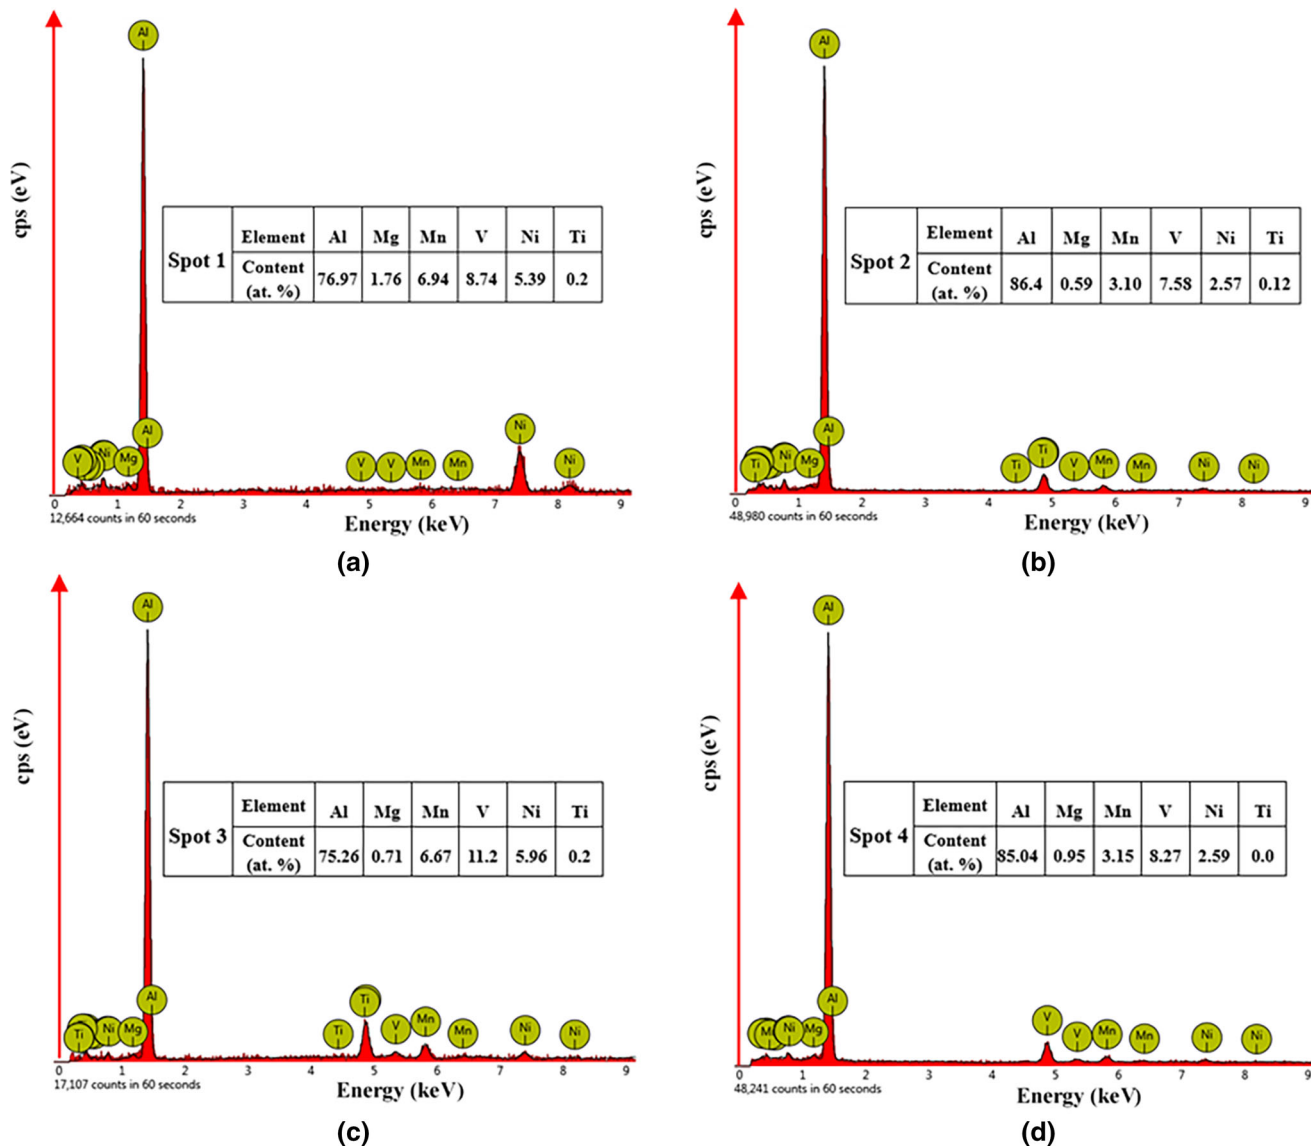 Al
cps (eV)
Spot 1
Element Al Mg Mn V Ni Ti
Content (at. %) 76.97 1.76 6.94 8.74 5.39 0.2
Ni
V Ni Mg Al V V Mn Mn Ni
0 1 2 3 4 5 6 7 8 9
12,664 counts in 60 seconds
Energy (keV)
(a)
Al
cps (eV)
Spot 2
Element Al Mg Mn V Ni Ti
Content (at. %) 86.4 0.59 3.10 7.58 2.57 0.12
Ti Ni Mg Al Ti Ti V Mn Mn Ni Ni
0 1 2 3 4 5 6 7 8 9
48,980 counts in 60 seconds
Energy (keV)
(b)
Al
cps (eV)
Spot 3
Element Al Mg Mn V Ni Ti
Content (at. %) 75.26 0.71 6.67 11.2 5.96 0.2
Ti Ni Mg Al Ti Ti V Mn Mn Ni Ni
0 1 2 3 4 5 6 7 8 9
17,107 counts in 60 seconds
Energy (keV)
(c)
Al
cps (eV)
Spot 4
Element Al Mg Mn V Ni Ti
Content (at. %) 85.04 0.95 3.15 8.27 2.59 0.0
Ni Mg Al V V Mn Mn Ni Ni
0 1 2 3 4 5 6 7 8 9
48,241 counts in 60 seconds
Energy (keV)
(d)